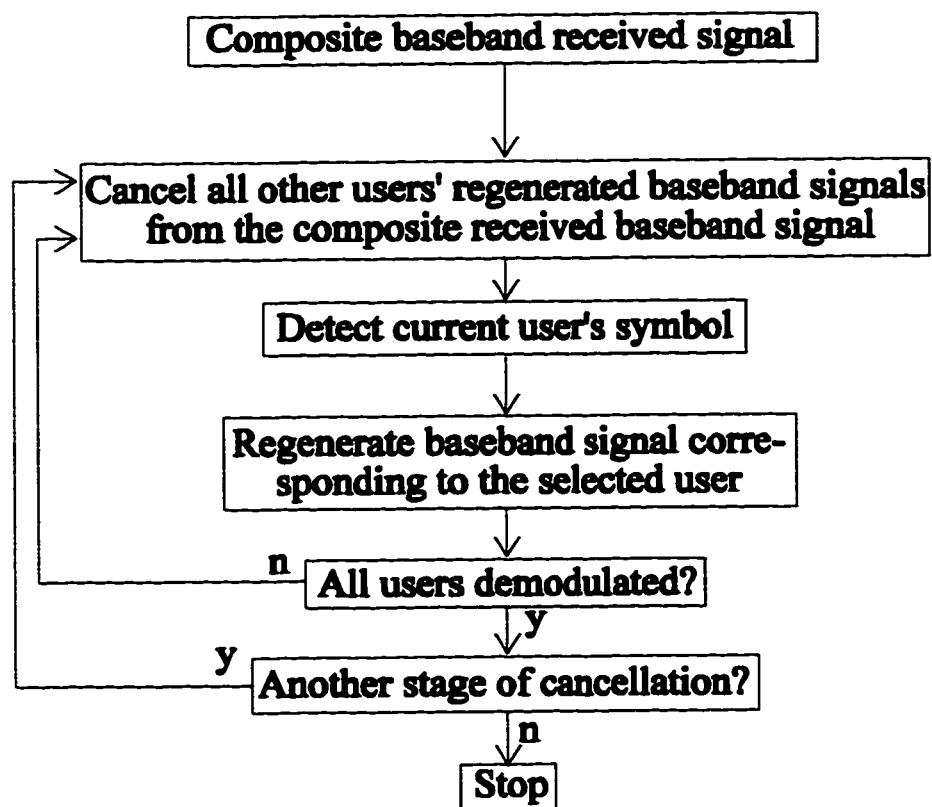 Composite baseband received signal
Cancel all other users' regenerated baseband signals
from the composite received baseband signal
Detect current user's symbol
Regenerate baseband signal corre-
sponding to the selected user
n
All users demodulated?
y
y
Another stage of cancellation?
n
Stop